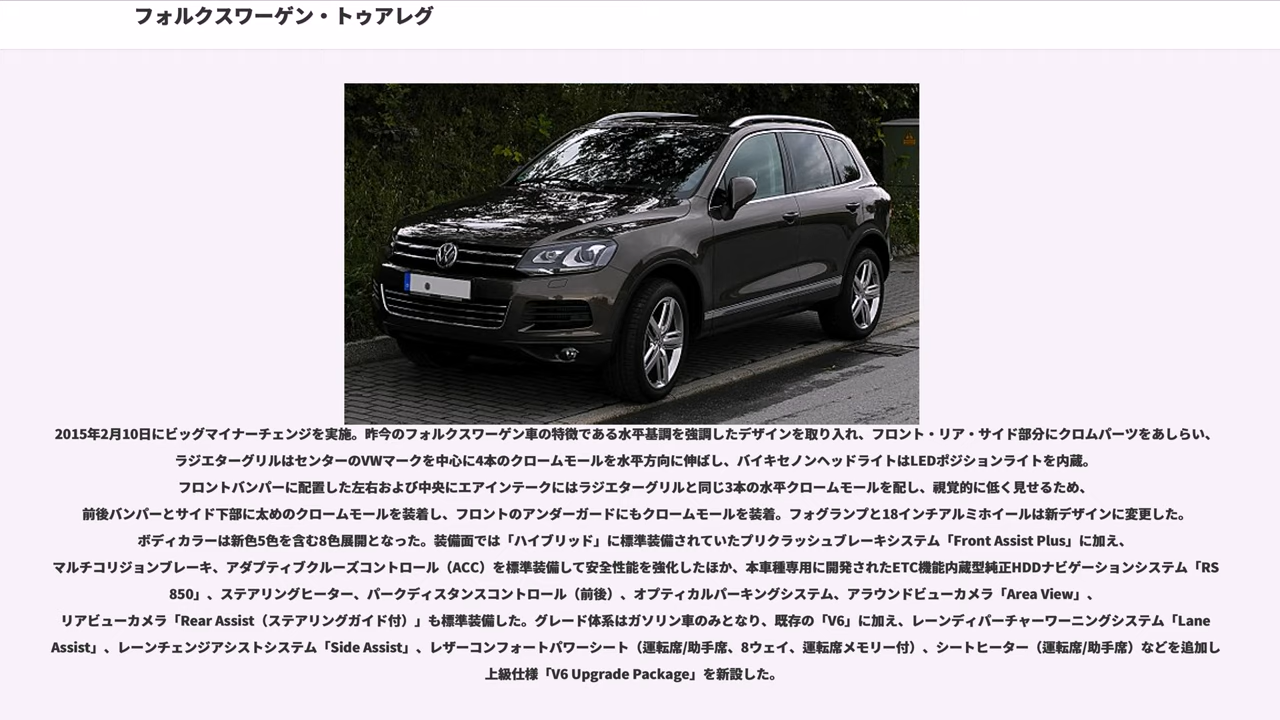 フォルクスワーゲン・トゥアレグ
2015年2月10日にビッグマイナーチェンジを実施。昨今のフォルクスワーゲン車の特徴である水平基調を強調したデザインを取り入れ、フロント・リア・サイド部分にクロムパーツをあしらい、
ラジエターグリルはセンターのVWマークを中心に4本のクロームモールを水平方向に伸ばし、バイキセノンヘッドライトはLEDポジションライトを内蔵。
フロントバンパーに配置した左右および中央にエアインテークにはラジエターグリルと同じ3本の水平クロームモールを配し、視覚的に低く見せるため、
前後バンパーとサイド下部に太めのクロームモールを装着し、フロントのアンダーガードにもクロームモールを装着。フォグランプと18インチアルミホイールは新デザインに変更した。
ボディカラーは新色5色を含む8色展開となった。装備面では「ハイブリッド」に標準装備されていたプリクラッシュブレーキシステム「Front Assist Plus」に加え、
マルチコリジョンブレーキ、アダプティブクルーズコントロール（ACC）を標準装備して安全性能を強化したほか、本車種専用に開発されたETC機能内蔵型純正HDDナビゲーションシステム「RS
850」、ステアリングヒーター、パークディスタンスコントロール（前後）、オプティカルパーキングシステム、アラウンドビューカメラ「Area View」、
リアビューカメラ「Rear Assist（ステアリングガイド付）」も標準装備した。グレード体系はガソリン車のみとなり、既存の「V6」に加え、レーンディパーチャーワーニングシステム「Lane
Assist」、レーンチェンジアシストシステム「Side Assist」、レザーコンフォートパワーシート（運転席/助手席、8ウェイ、運転席メモリー付）、シートヒーター（運転席/助手席）などを追加し
上級仕様「V6 Upgrade Package」を新設した。